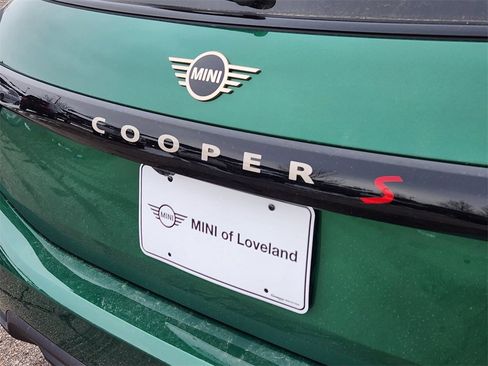 MINI
COOPER S
MINI
MINI of Loveland